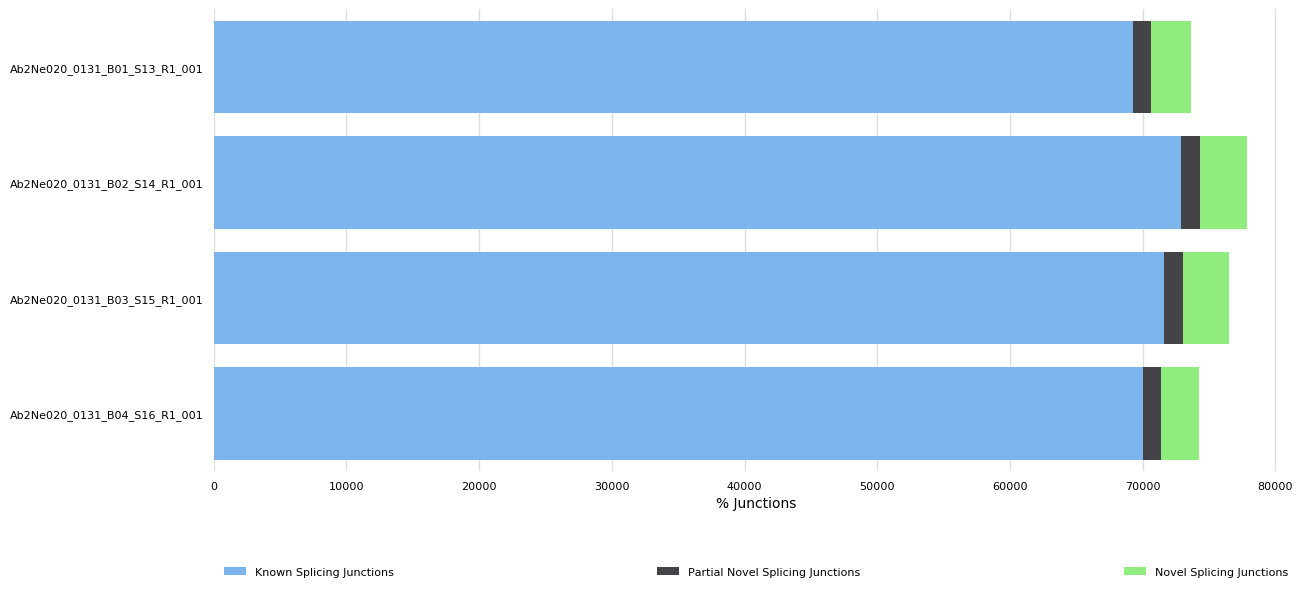 Ab2Ne020_0131_B01_S13_R1_001
Ab2Ne020_0131_B02_S14_R1_001
Ab2Ne020_0131_B03_S15_R1_001
Ab2Ne020_0131_B04_S16_R1_001
0 10000 20000 30000 40000 50000 60000 70000 80000
% Junctions
Known Splicing Junctions Partial Novel Splicing Junctions Novel Splicing Junctions